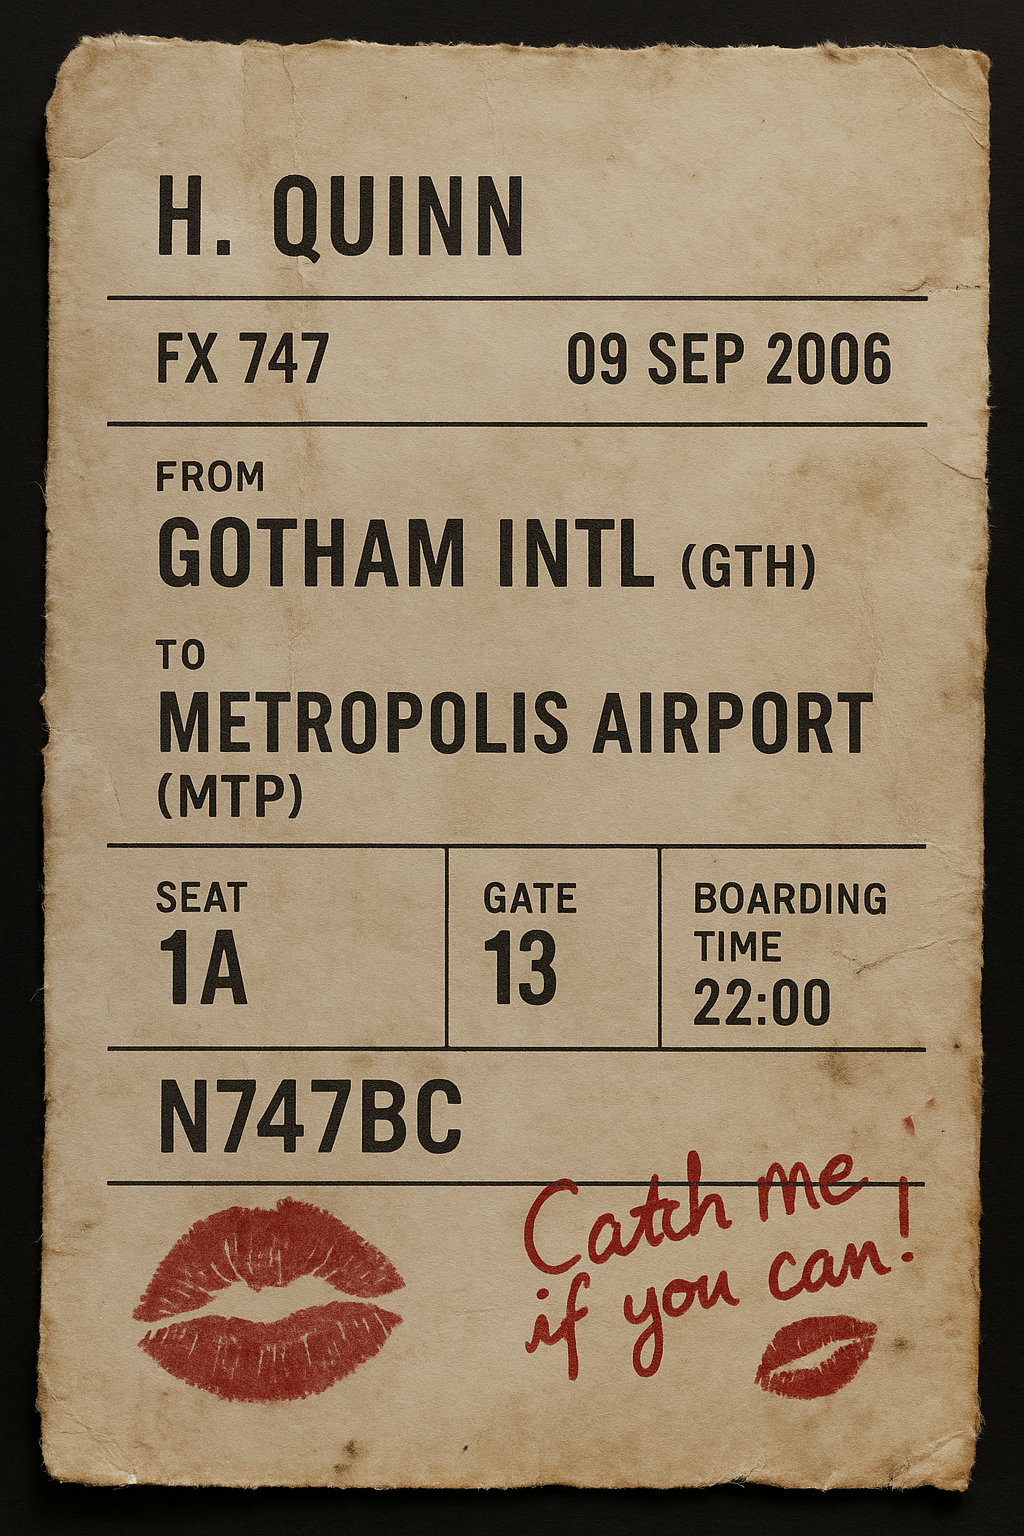 H. QUINN
FX 747 09 SEP 2006
FROM
GOTHAM INTL (GTH)
TO
METROPOLIS AIRPORT
(MTP)
SEAT GATE BOARDING
TIME
1A 13 22:00
N747BC
Catch me
if you can!